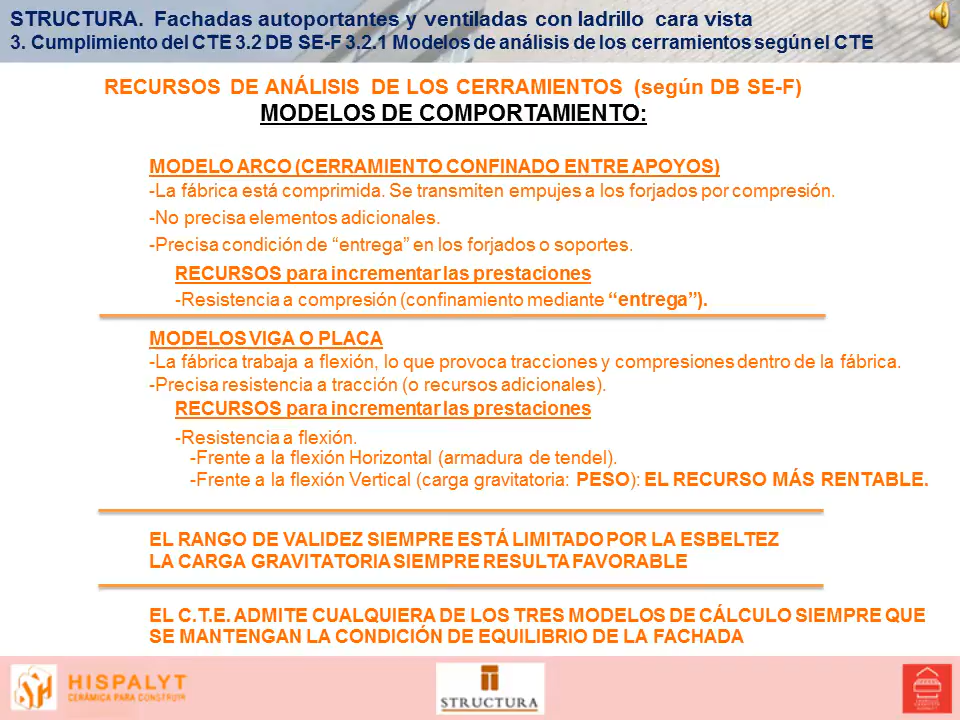 STRUCTURA. Fachadas autoportantes y ventiladas con ladrillo cara vista
3. Cumplimiento del CTE 3.2 DB SE-F 3.2.1 Modelos de análisis de los cerramientos según el CTE
RECURSOS DE ANÁLISIS DE LOS CERRAMIENTOS (según DB SE-F)
MODELOS DE COMPORTAMIENTO:
MODELO ARCO (CERRAMIENTO CONFINADO ENTRE APOYOS)
-La fábrica está comprimida. Se transmiten empujes a los forjados por compresión.
-No precisa elementos adicionales.
-Precisa condición de “entrega” en los forjados o soportes.
RECURSOS para incrementar las prestaciones
-Resistencia a compresión (confinamiento mediante “entrega”).
MODELOS VIGA O PLACA
-La fábrica trabaja a flexión, lo que provoca tracciones y compresiones dentro de la fábrica.
-Precisa resistencia a tracción (o recursos adicionales).
RECURSOS para incrementar las prestaciones
-Resistencia a flexión.
-Frente a la flexión Horizontal (armadura de tendel).
-Frente a la flexión Vertical (carga gravitatoria: PESO): EL RECURSO MÁS RENTABLE.
EL RANGO DE VALIDEZ SIEMPRE ESTÁ LIMITADO POR LA ESBELTEZ
LA CARGA GRAVITATORIA SIEMPRE RESULTA FAVORABLE
EL C.T.E. ADMITE CUALQUIERA DE LOS TRES MODELOS DE CÁLCULO SIEMPRE QUE
SE MANTENGAN LA CONDICIÓN DE EQUILIBRIO DE LA FACHADA
HISPALYT
CERÁMICA PARA CONSTRUIR
STRUCTURA